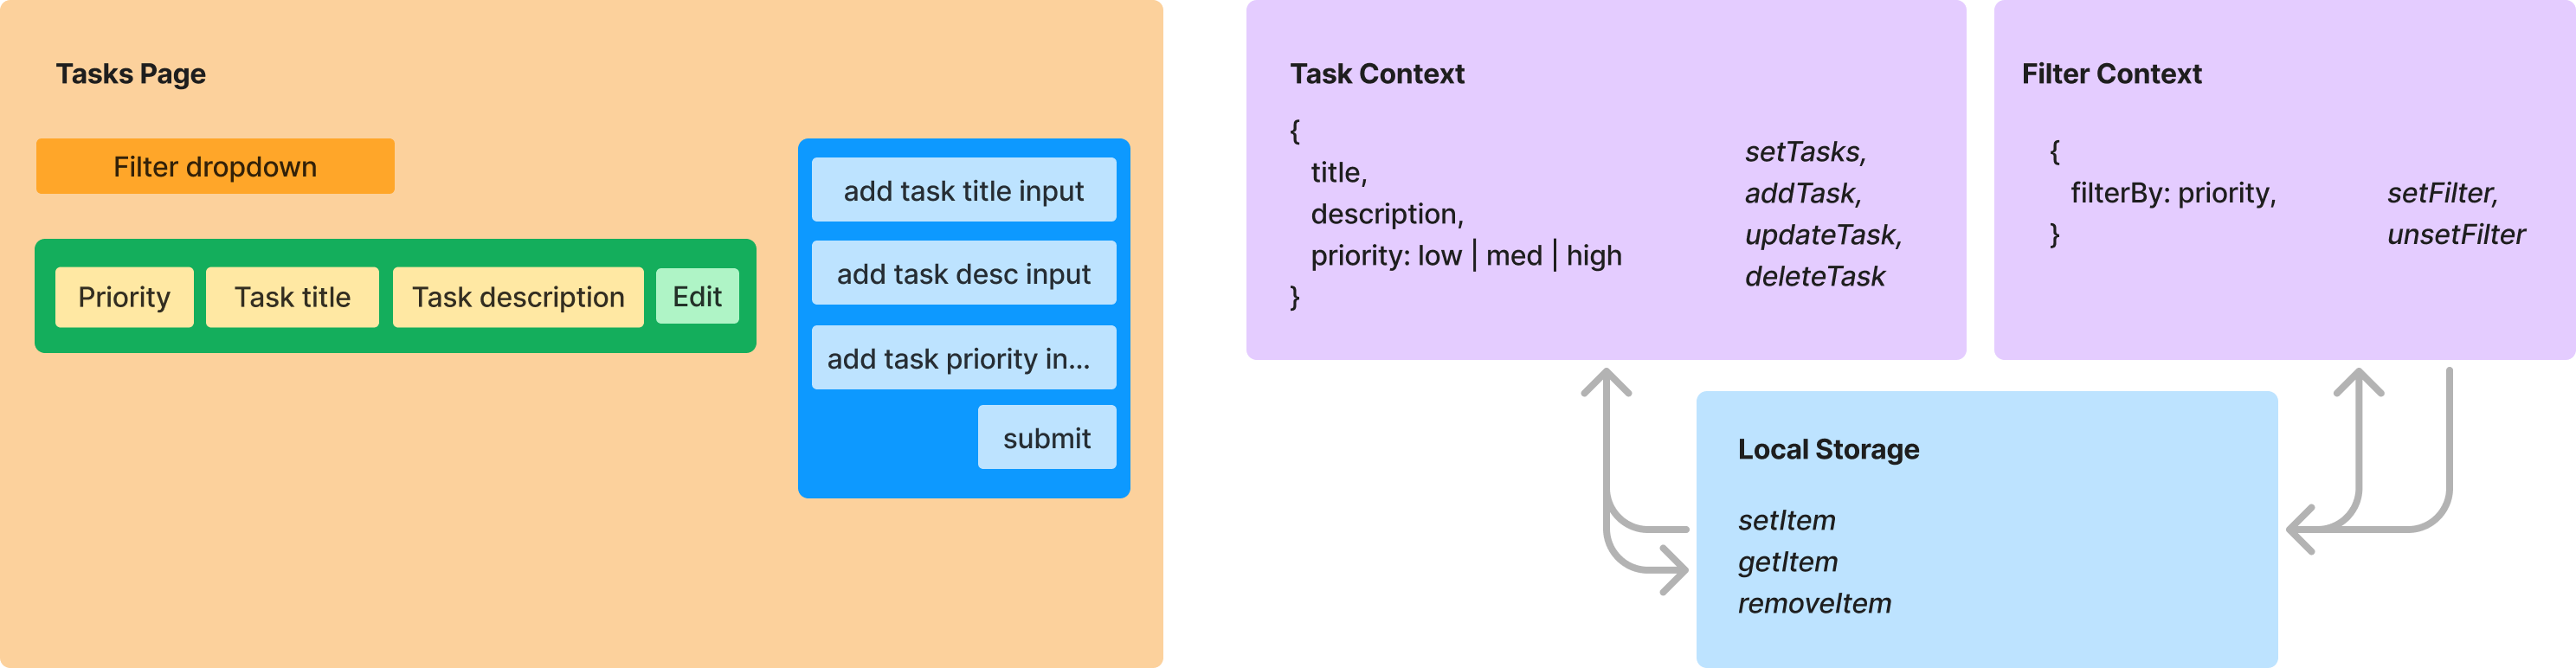 Tasks Page
Filter dropdown
Priority
Task title
Task description
Edit
add task title input
add task desc input
add task priority in...
submit
Task Context
{
title,
description,
priority: low | med | high
}
setTasks,
addTask,
updateTask,
deleteTask
Filter Context
{
filterBy: priority,
}
setFilter,
unsetFilter
Local Storage
setItem
getItem
removeItem